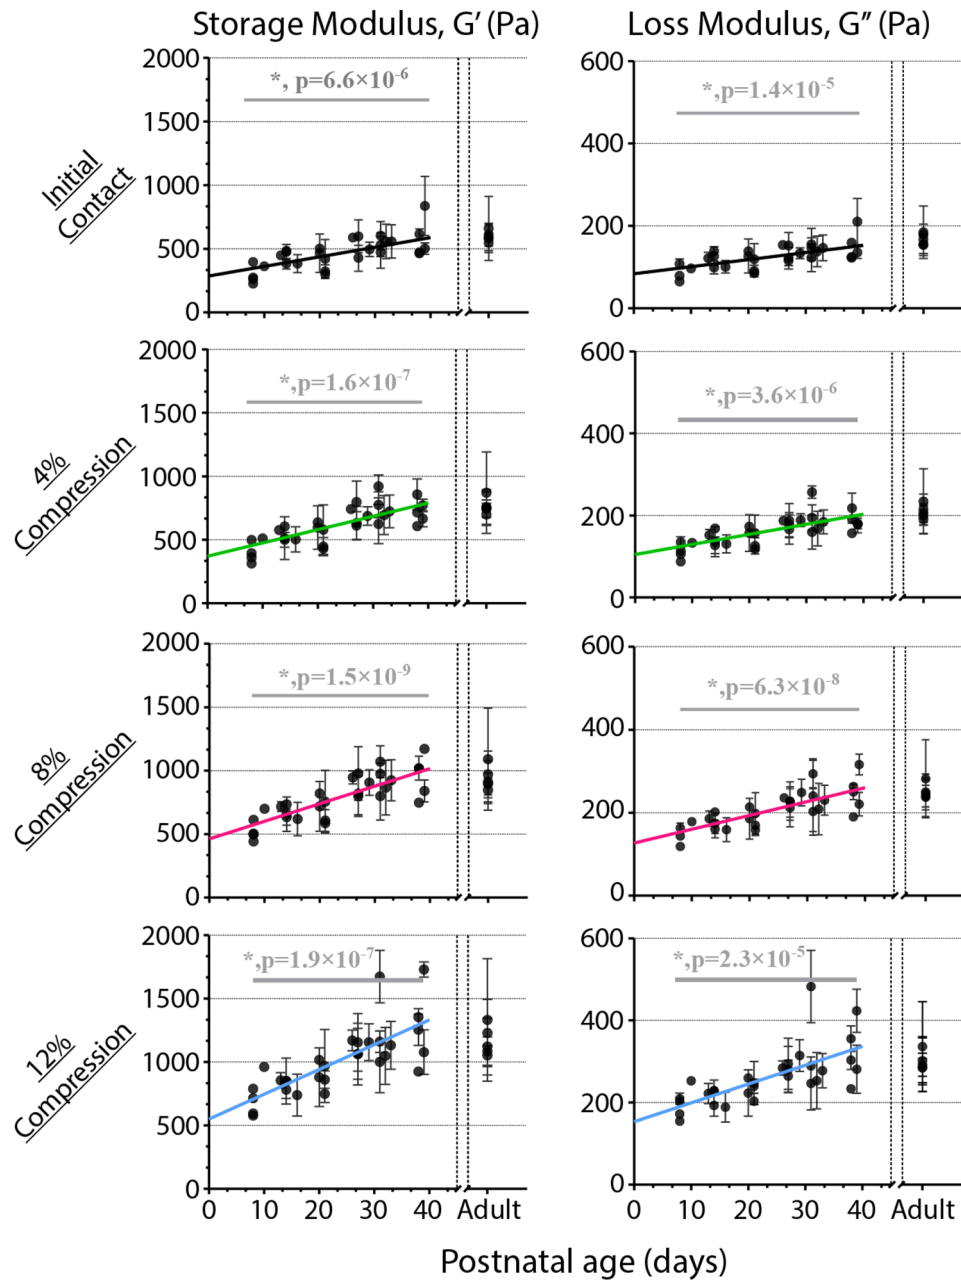 Storage Modulus, G’ (Pa)
Loss Modulus, G” (Pa)
Initial
Contact
2000
1500
1000
500
0
*, p=6.6×10⁻⁶
600
400
200
0
*,p=1.4×10⁻⁵
4%
Compression
2000
1500
1000
500
0
*,p=1.6×10⁻⁷
600
400
200
0
*,p=3.6×10⁻⁶
8%
Compression
2000
1500
1000
500
0
*,p=1.5×10⁻⁹
600
400
200
0
*,p=6.3×10⁻⁸
12%
Compression
2000
1500
1000
500
0
*,p=1.9×10⁻⁷
600
400
200
0
*,p=2.3×10⁻⁵
0 10 20 30 40 Adult
0 10 20 30 40 Adult
Postnatal age (days)